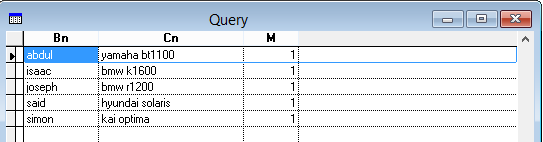 Query
Bn Cn M
abdul yamaha bt1100 1
isaac bmw k1600 1
joseph bmw r1200 1
said hyundai solaris 1
simon kai optima 1